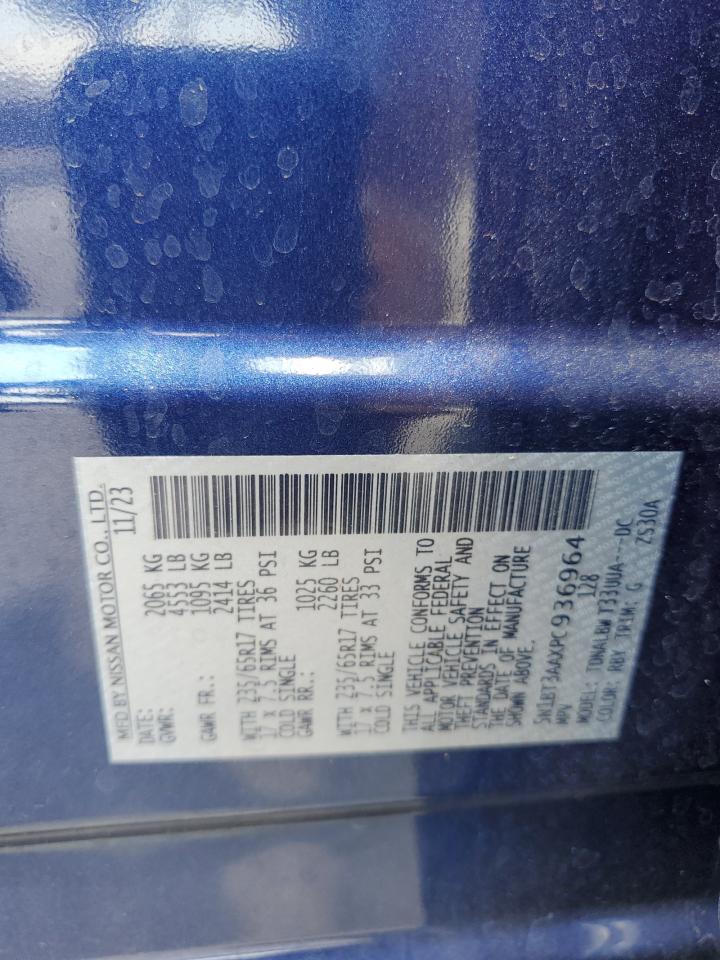 MFD BY NISSAN MOTOR CO., LTD.
DATE: 11/23
GVWR: 2065 KG
4553 LB
GAWR FR.: 1095 KG
2414 LB
WITH 235/65R17 TIRES
17 x 7.5 RIMS AT 36 PSI
COLD SINGLE
GAWR RR.: 1025 KG
2260 LB
WITH 235/65R17 TIRES
17 x 7.5 RIMS AT 33 PSI
COLD SINGLE
THIS VEHICLE CONFORMS TO
ALL APPLICABLE FEDERAL
MOTOR VEHICLE SAFETY AND
THEFT PREVENTION
STANDARDS IN EFFECT ON
THE DATE OF MANUFACTURE
SHOWN ABOVE.
5N1BT3AAXPC936964
MPV 128
MODEL: TDNALBW T33UUA---DC
COLOR: RBY TRIM: G ZS30A